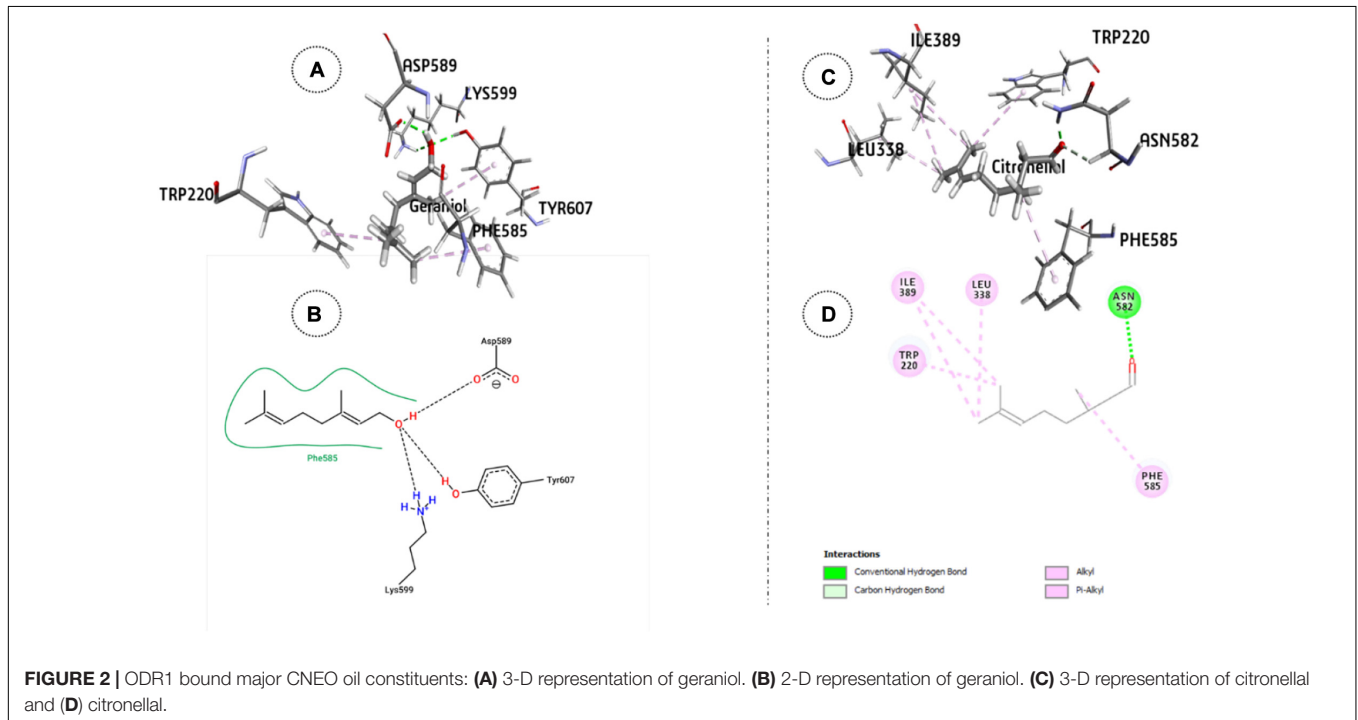 A
ASP589
LYS599
TRP220
Geraniol
TYR607
PHE585
B
Asp589
O
O
⊖
H
O
Phe585
H
O
Tyr607
H
H
H
N+
Lys599
C
ILE389
TRP220
LEU338
Citronellal
ASN582
PHE585
D
ILE
389
LEU
338
ASN
582
TRP
220
O
PHE
585
Interactions
Conventional Hydrogen Bond
Carbon Hydrogen Bond
Alkyl
Pi-Alkyl
FIGURE 2 | ODR1 bound major CNEO oil constituents: (A) 3-D representation of geraniol. (B) 2-D representation of geraniol. (C) 3-D representation of citronellal
and (D) citronellal.